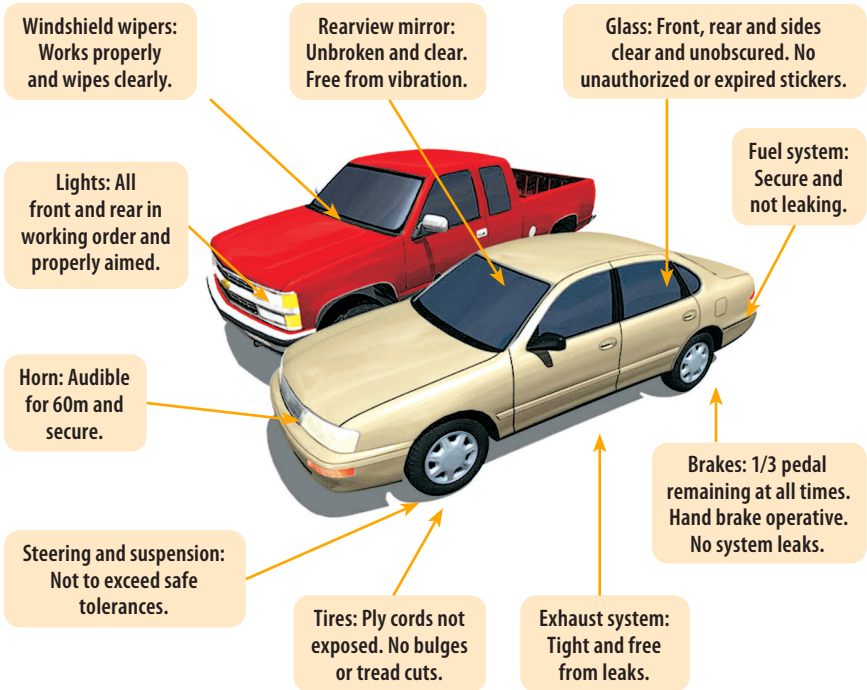 Windshield wipers:
Works properly
and wipes clearly.
Rearview mirror:
Unbroken and clear.
Free from vibration.
Glass: Front, rear and sides
clear and unobscured. No
unauthorized or expired stickers.
Fuel system:
Secure and
not leaking.
Lights: All
front and rear in
working order and
properly aimed.
Horn: Audible
for 60m and
secure.
Brakes: 1/3 pedal
remaining at all times.
Hand brake operative.
No system leaks.
Steering and suspension:
Not to exceed safe
tolerances.
Tires: Ply cords not
exposed. No bulges
or tread cuts.
Exhaust system:
Tight and free
from leaks.